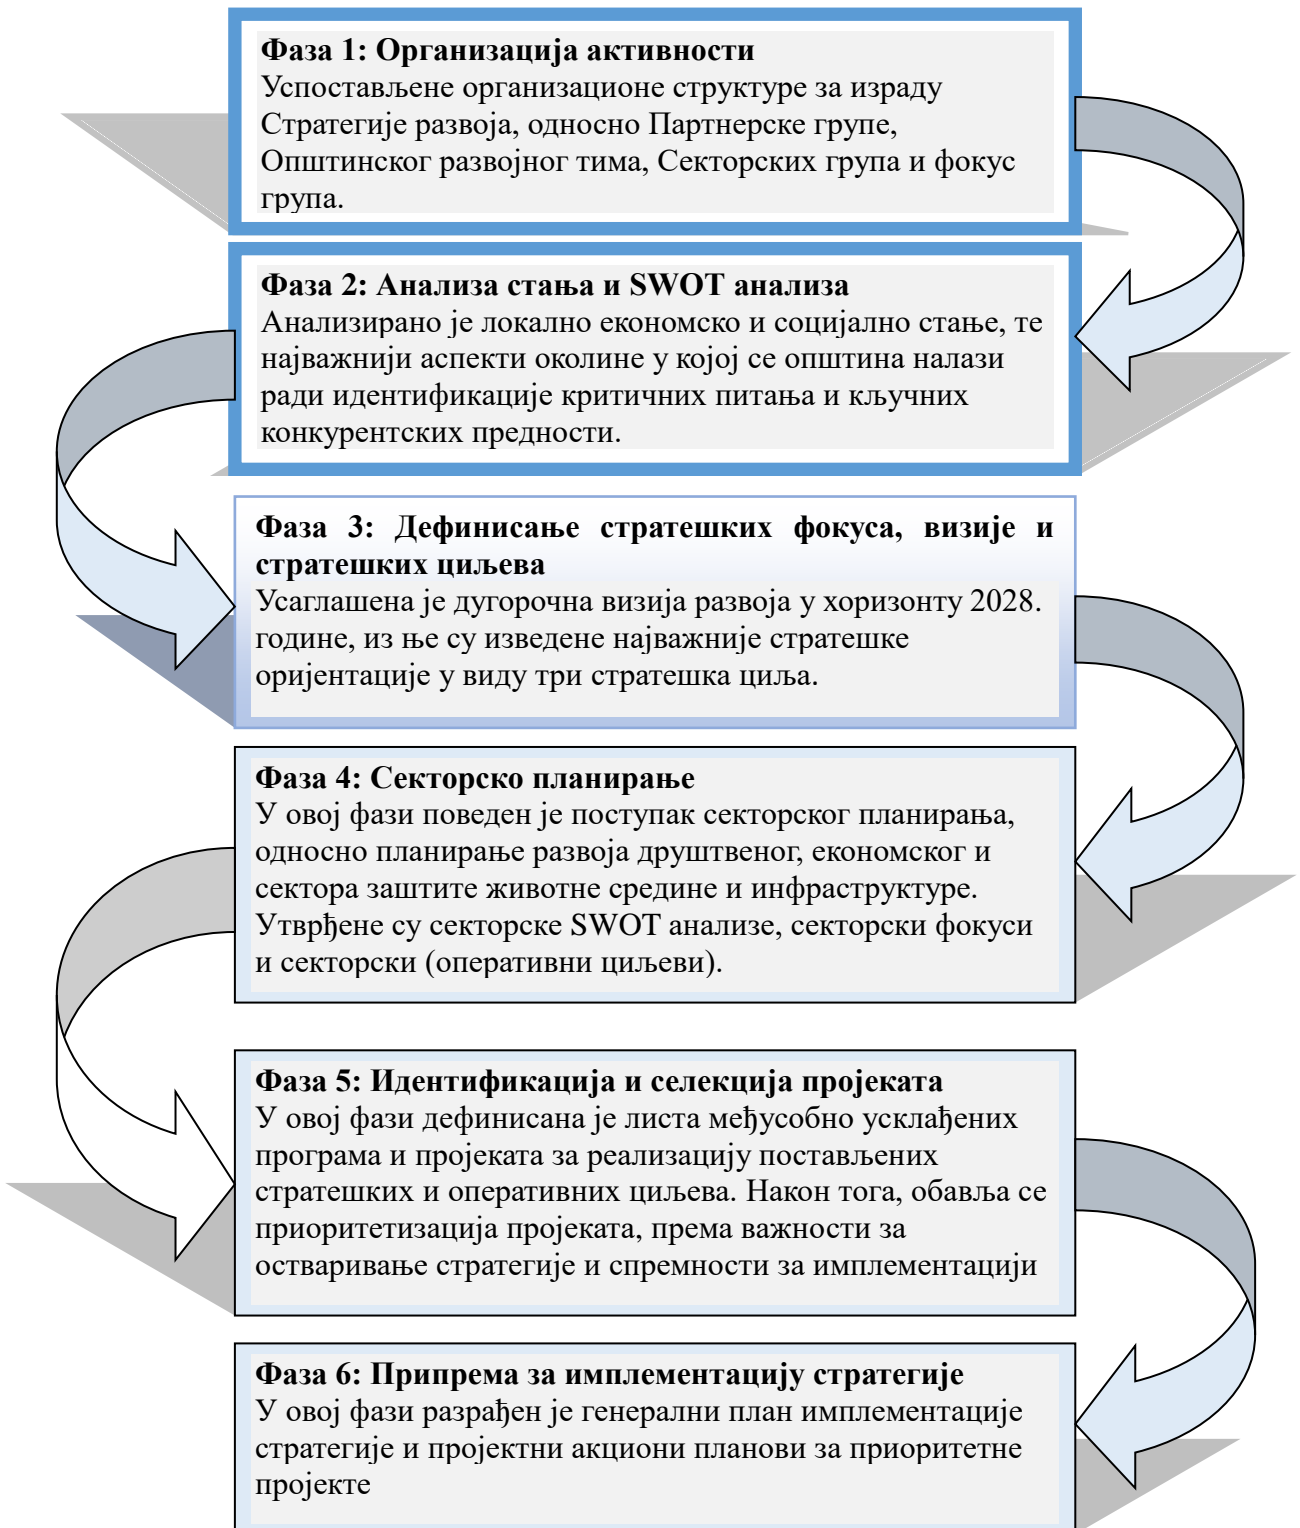 Фаза 1: Организација активности
Успостављене организационе структуре за израду
Стратегије развоја, односно Партнерске групе,
Општинског развојног тима, Секторских група и фокус
група.
Фаза 2: Анализа стања и SWOT анализа
Анализирано је локално економско и социјално стање, те
најважнији аспекти околине у којој се општина налази
ради идентификације критичних питања и кључних
конкурентских предности.
Фаза 3: Дефинисање стратешких фокуса, визије и
стратешких циљева
Усаглашена је дугорочна визија развоја у хоризонту 2028.
године, из ње су изведене најважније стратешке
оријентације у виду три стратешка циља.
Фаза 4: Секторско планирање
У овој фази поведен је поступак секторског планирања,
односно планирање развоја друштвеног, економског и
сектора заштите животне средине и инфраструктуре.
Утврђене су секторске SWOT анализе, секторски фокуси
и секторски (оперативни циљеви).
Фаза 5: Идентификација и селекција пројеката
У овој фази дефинисана је листа међусобно усклађених
програма и пројеката за реализацију постављених
стратешких и оперативних циљева. Након тога, обавља се
приоритетизација пројеката, према важности за
остваривање стратегије и спремности за имплементацији
Фаза 6: Припрема за имплементацију стратегије
У овој фази разрађен је генерални план имплементације
стратегије и пројектни акциони планови за приоритетне
пројекте